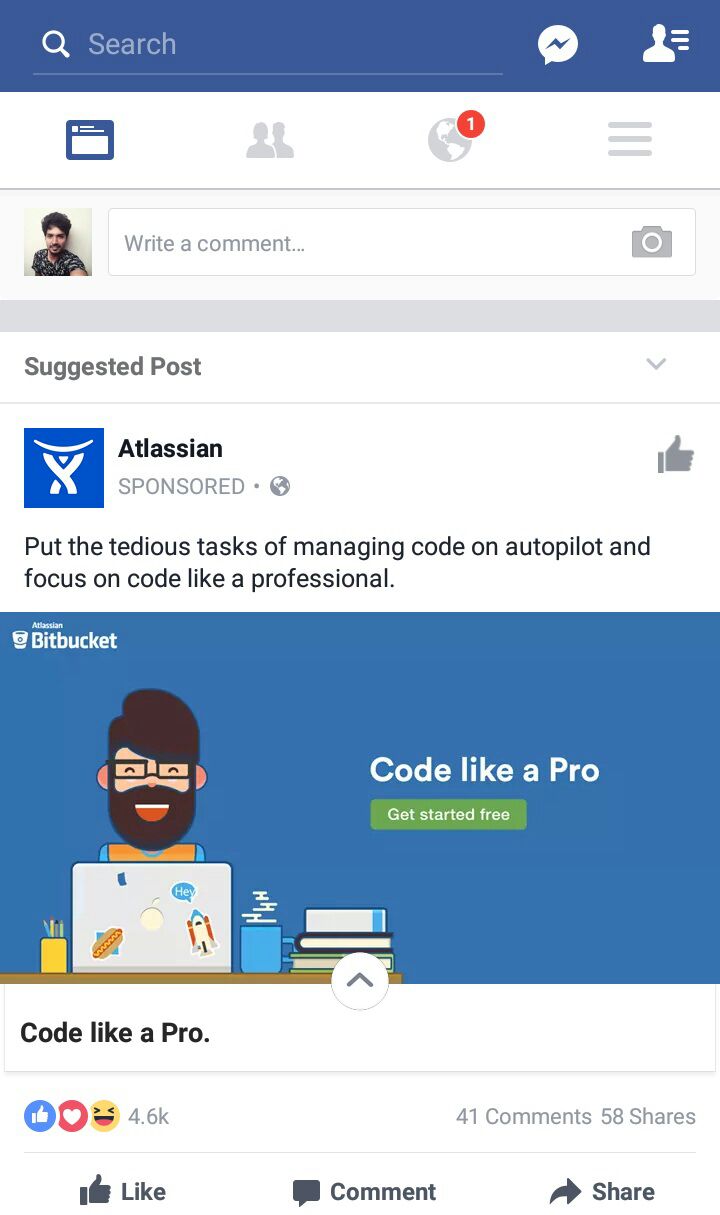 Search
1
Write a comment...
Suggested Post
Atlassian
SPONSORED •
Put the tedious tasks of managing code on autopilot and
focus on code like a professional.
Atlassian
Bitbucket
Code like a Pro
Get started free
Hey
Code like a Pro.
4.6k 41 Comments 58 Shares
Like Comment Share